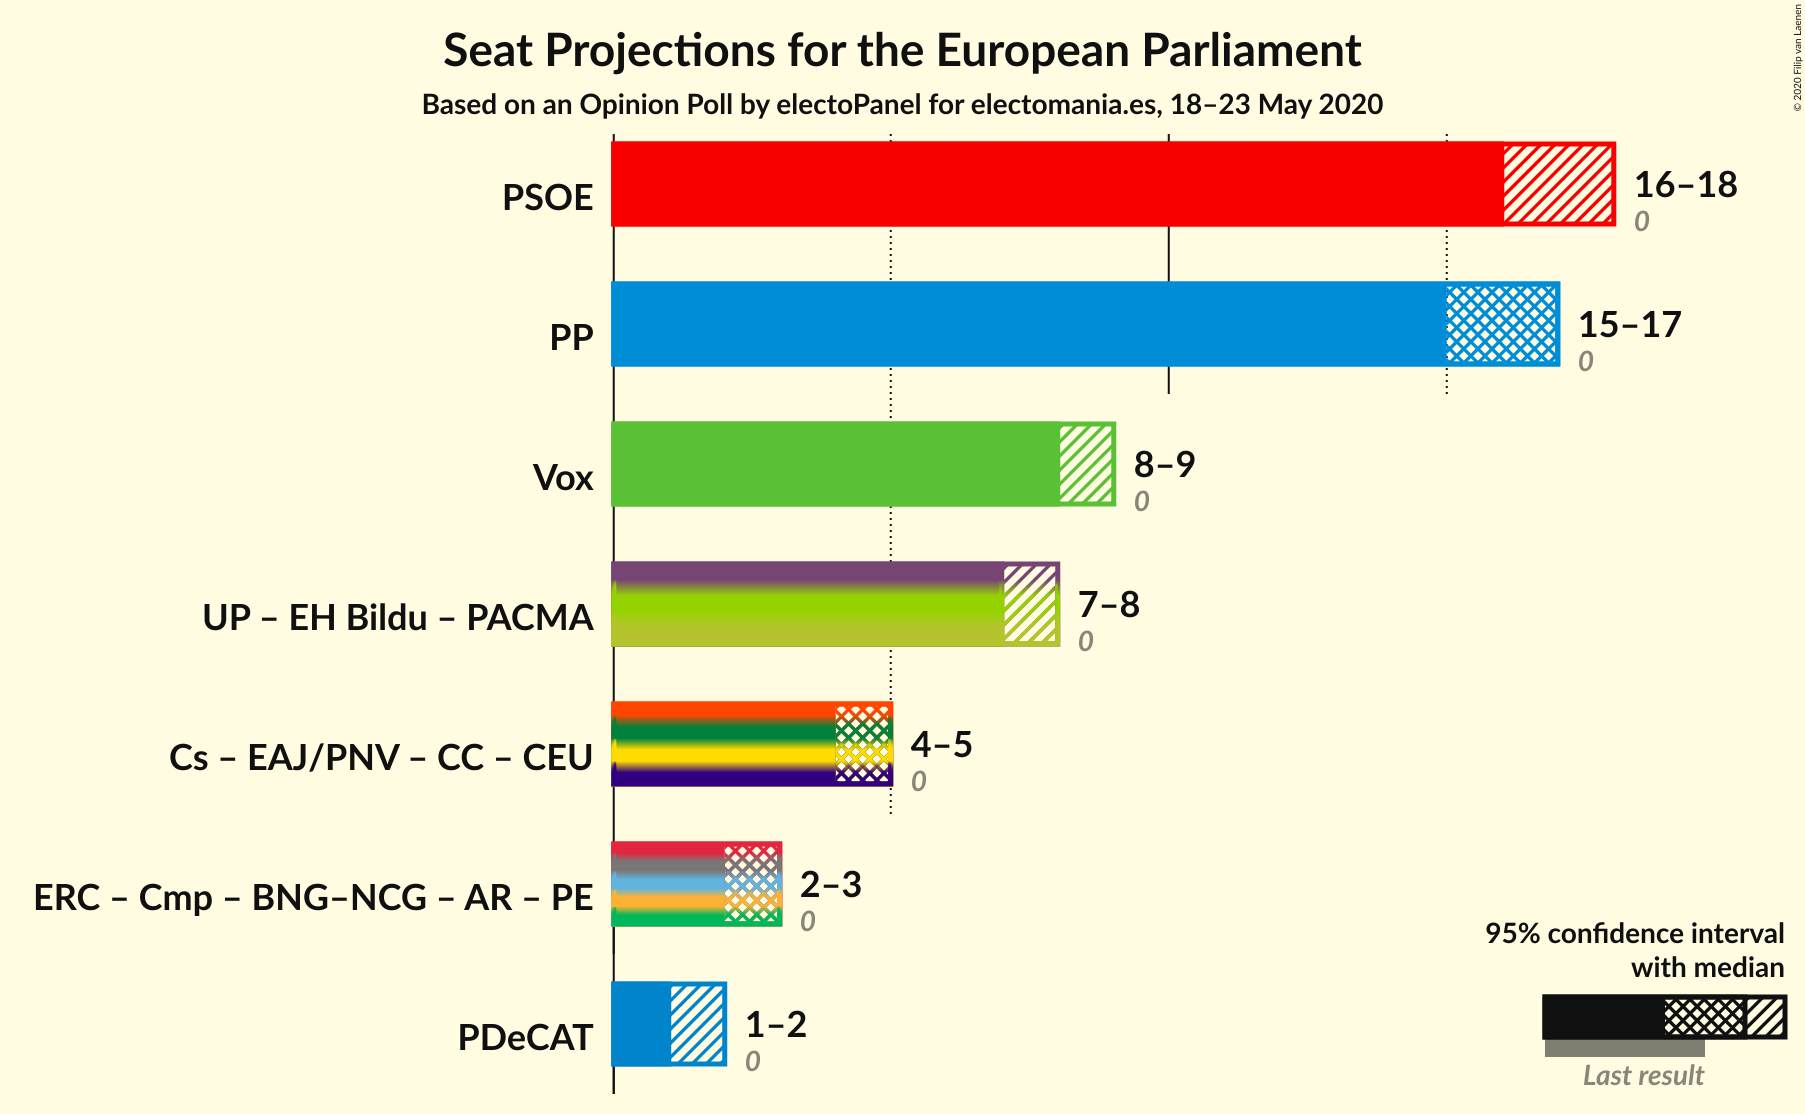 Seat Projections for the European Parliament
Based on an Opinion Poll by electoPanel for electomania.es, 18–23 May 2020
© 2020 Filip van Laenen
PSOE
16–18
0
PP
15–17
0
Vox
8–9
0
UP – EH Bildu – PACMA
7–8
0
Cs – EAJ/PNV – CC – CEU
4–5
0
ERC – Cmp – BNG–NCG – AR – PE
2–3
0
PDeCAT
1–2
0
95% confidence interval
with median
Last result